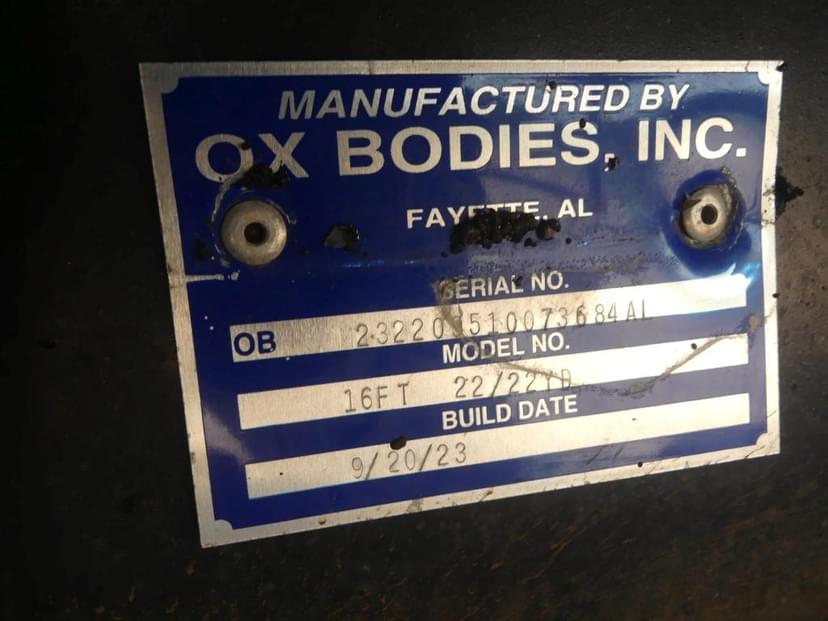 MANUFACTURED BY
OX BODIES, INC.
FAYETTE, AL
SERIAL NO.
OB
MODEL NO.
16FT 22/22YD
BUILD DATE
9/20/23